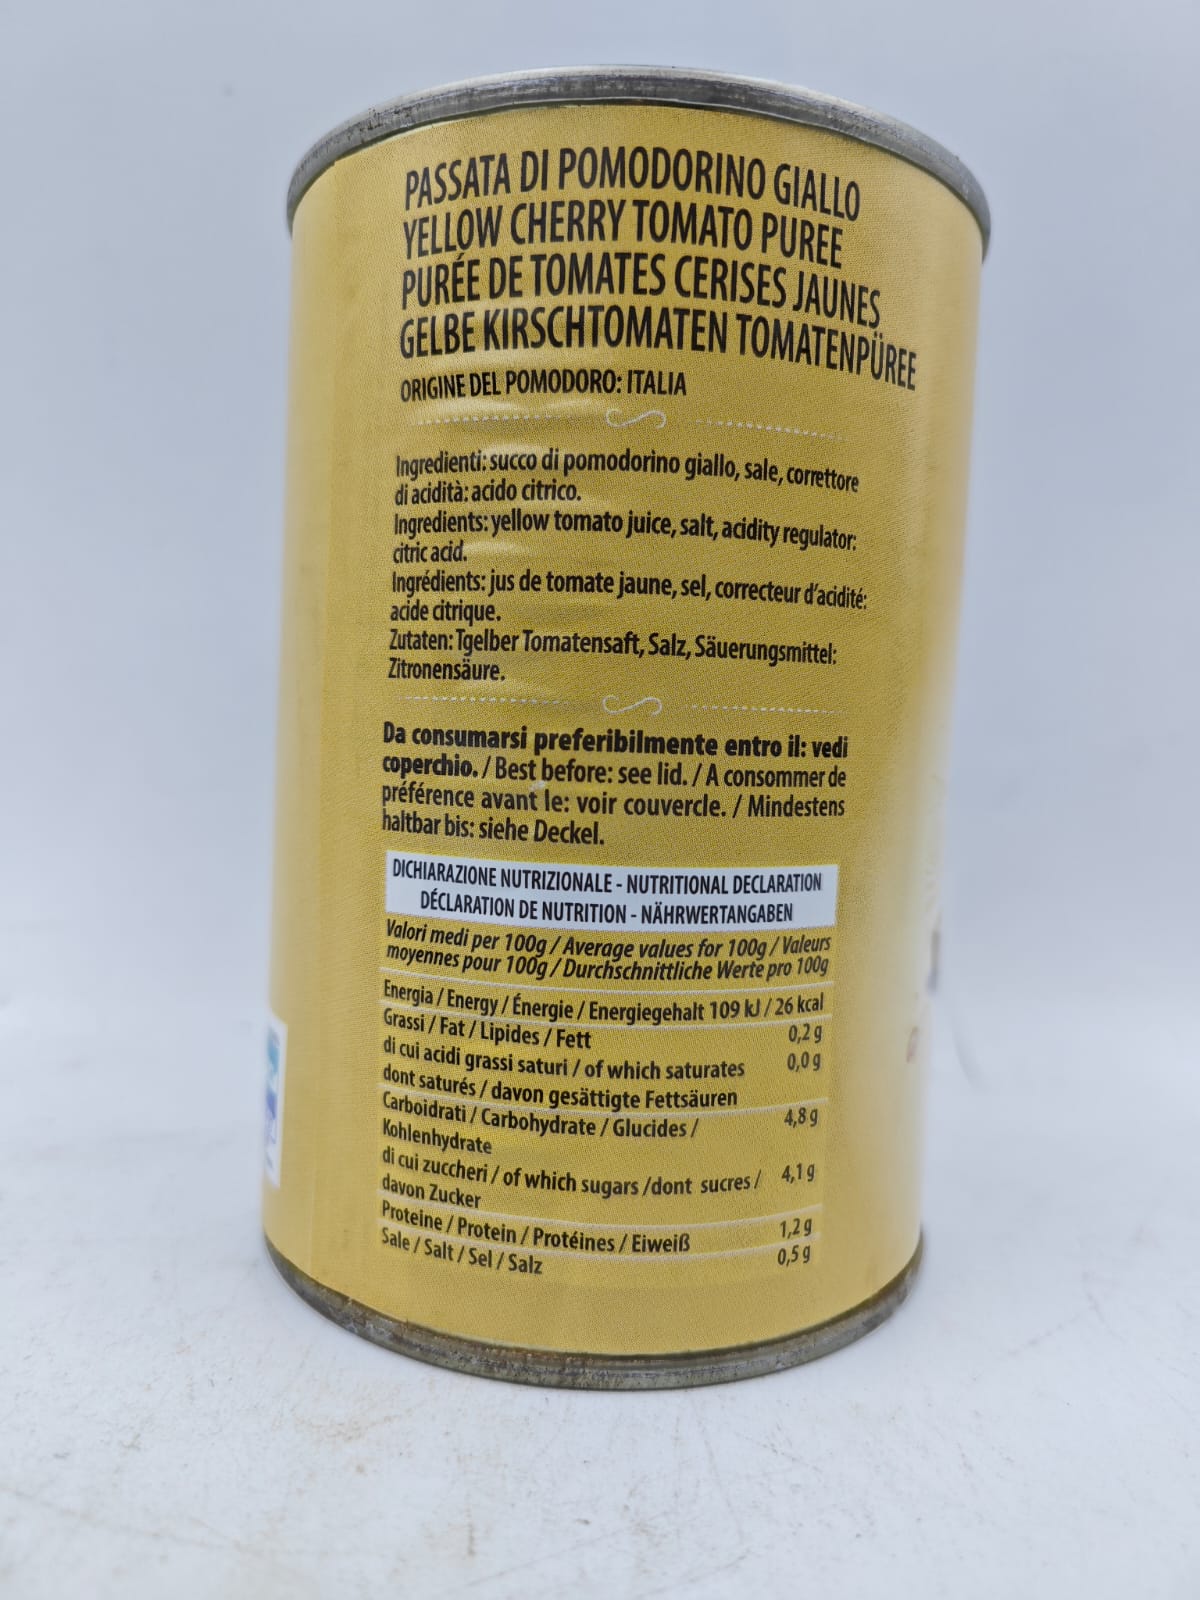 PASSATA DI POMODORINO GIALLO
YELLOW CHERRY TOMATO PUREE
PURÉE DE TOMATES CERISES JAUNES
GELBE KIRSCHTOMATEN TOMATENPÜREE
ORIGINE DEL POMODORO: ITALIA
Ingredienti: succo di pomodorino giallo, sale, correttore
di acidità: acido citrico.
Ingredients: yellow tomato juice, salt, acidity regulator:
citric acid.
Ingrédients: jus de tomate jaune, sel, correcteur d'acidité:
acide citrique.
Zutaten: Tgelber Tomatensaft, Salz, Säuerungsmittel:
Zitronensäure.
Da consumarsi preferibilmente entro il: vedi
coperchio. / Best before: see lid. / A consommer de
préférence avant le: voir couvercle. / Mindestens
haltbar bis: siehe Deckel.
DICHIARAZIONE NUTRIZIONALE - NUTRITIONAL DECLARATION
DÉCLARATION DE NUTRITION - NÄHRWERTANGABEN
Valori medi per 100g / Average values for 100g / Valeurs
moyennes pour 100g / Durchschnittliche Werte pro 100g
Energia / Energy / Énergie / Energiegehalt 109 kJ / 26 kcal
Grassi / Fat / Lipides / Fett 0,2 g
di cui acidi grassi saturi / of which saturates 0,0 g
dont saturés / davon gesättigte Fettsäuren
Carboidrati / Carbohydrate / Glucides / 4,8 g
Kohlenhydrate
di cui zuccheri / of which sugars /dont sucres / 4,1 g
davon Zucker
Proteine / Protein / Protéines / Eiweiß 1,2 g
Sale / Salt / Sel / Salz 0,5 g